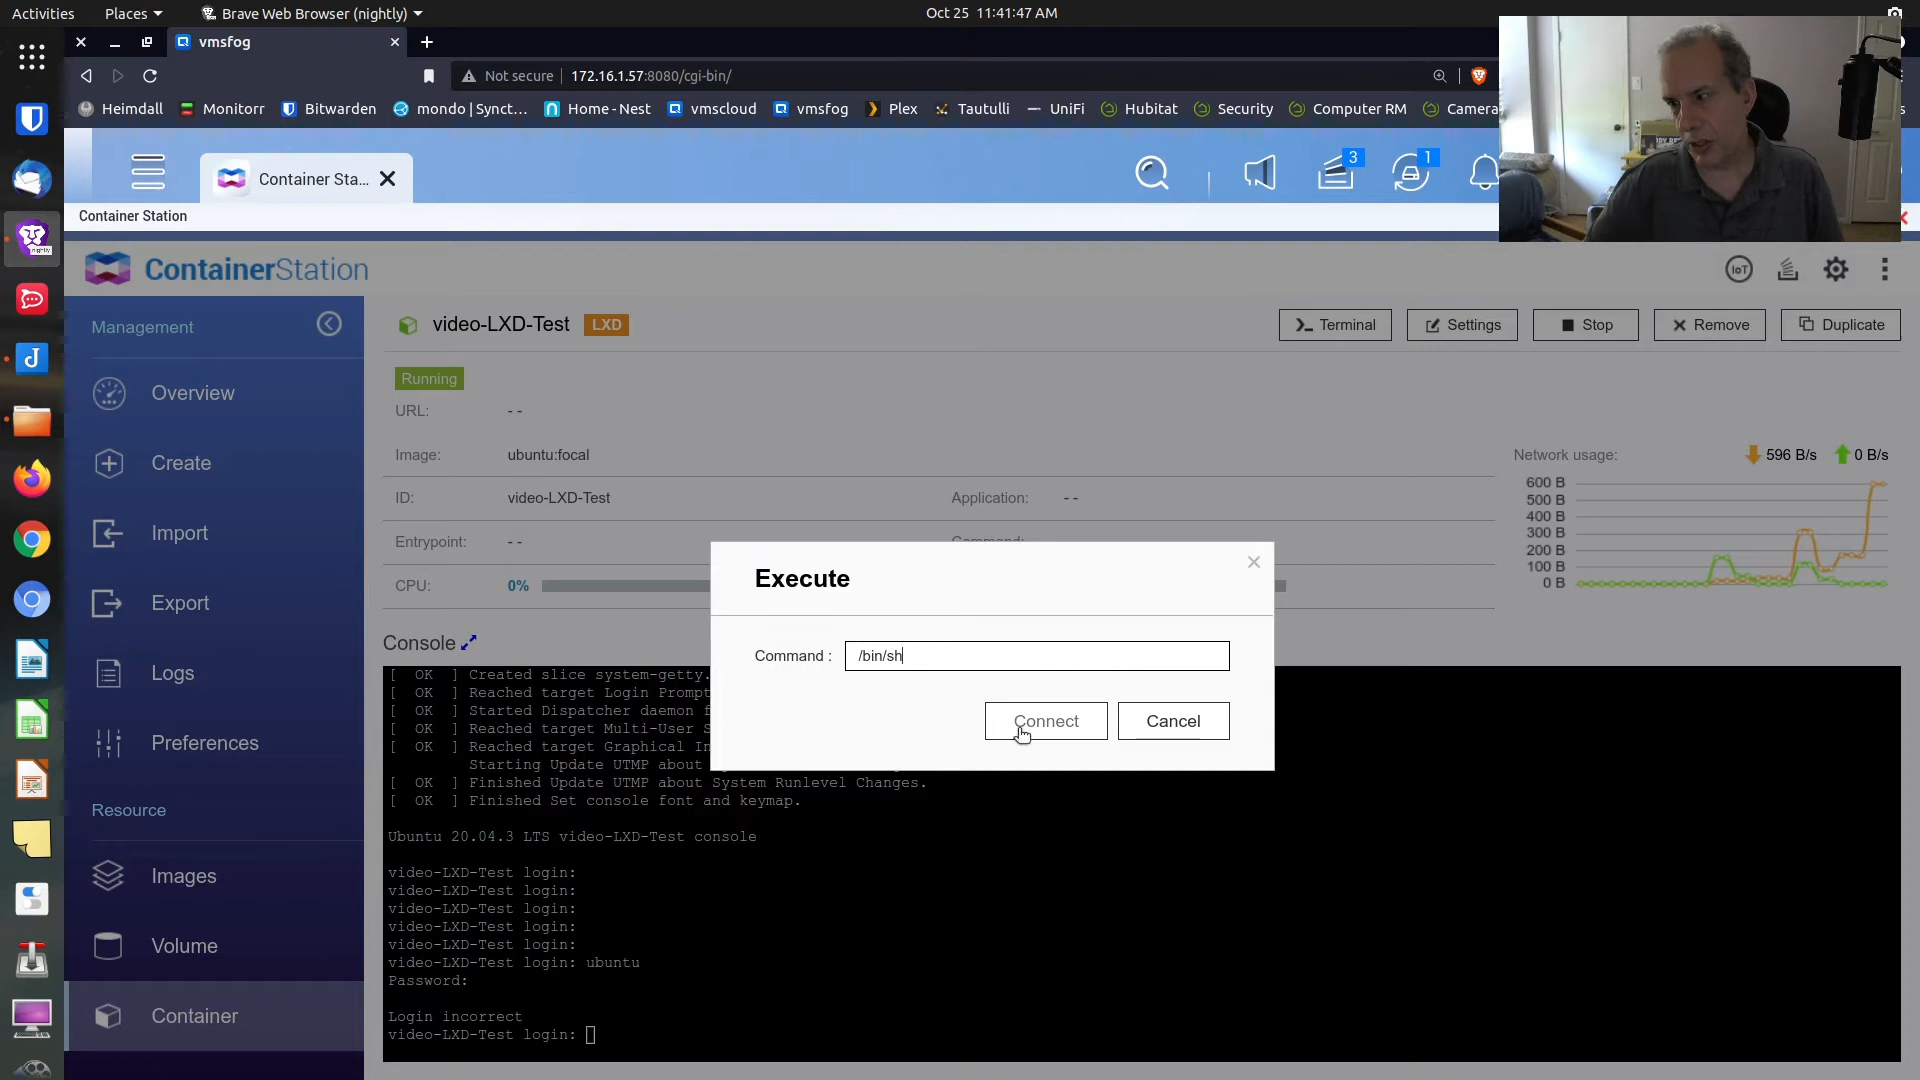 Activities Places Brave Web Browser (nightly) Oct 25 11:41:47 AM
vmsfog
Not secure 172.16.1.57:8080/cgi-bin/
Heimdall Monitorr Bitwarden mondo | Synct... Home - Nest vmscloud vmsfog Plex Tautulli UniFi Hubitat Security Computer RM Camera
Container Sta... 3 1
Container Station
ContainerStation IoT
Management
Overview
Create
Import
Export
Logs
Preferences
Resource
Images
Volume
Container
video-LXD-Test LXD Terminal Settings Stop Remove Duplicate
Running
URL: - -
Image: ubuntu:focal
ID: video-LXD-Test Application: - -
Entrypoint: - - Command:
CPU: 0%
Network usage: 596 B/s 0 B/s
600 B
500 B
400 B
300 B
200 B
100 B
0 B
Execute
Command : /bin/sh
Connect Cancel
Console
[ OK ] Created slice system-getty.
[ OK ] Reached target Login Prompt
[ OK ] Started Dispatcher daemon f
[ OK ] Reached target Multi-User S
[ OK ] Reached target Graphical In
Starting Update UTMP about
[ OK ] Finished Update UTMP about System Runlevel Changes.
[ OK ] Finished Set console font and keymap.
Ubuntu 20.04.3 LTS video-LXD-Test console
video-LXD-Test login:
video-LXD-Test login:
video-LXD-Test login:
video-LXD-Test login:
video-LXD-Test login:
video-LXD-Test login: ubuntu
Password:
Login incorrect
video-LXD-Test login: